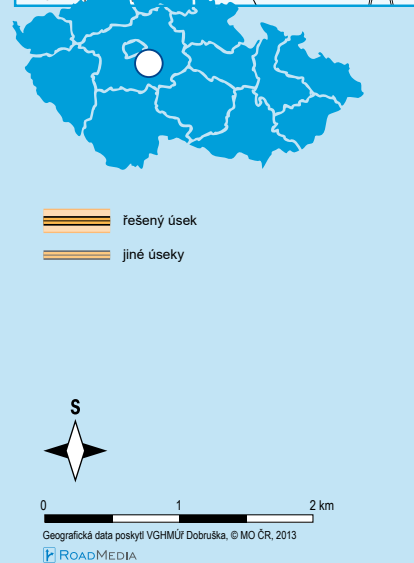 řešený úsek
jiné úseky
S
0 1 2 km
Geografická data poskytl VGHMÚř Dobruška, © MO ČR, 2013
ROADMEDIA